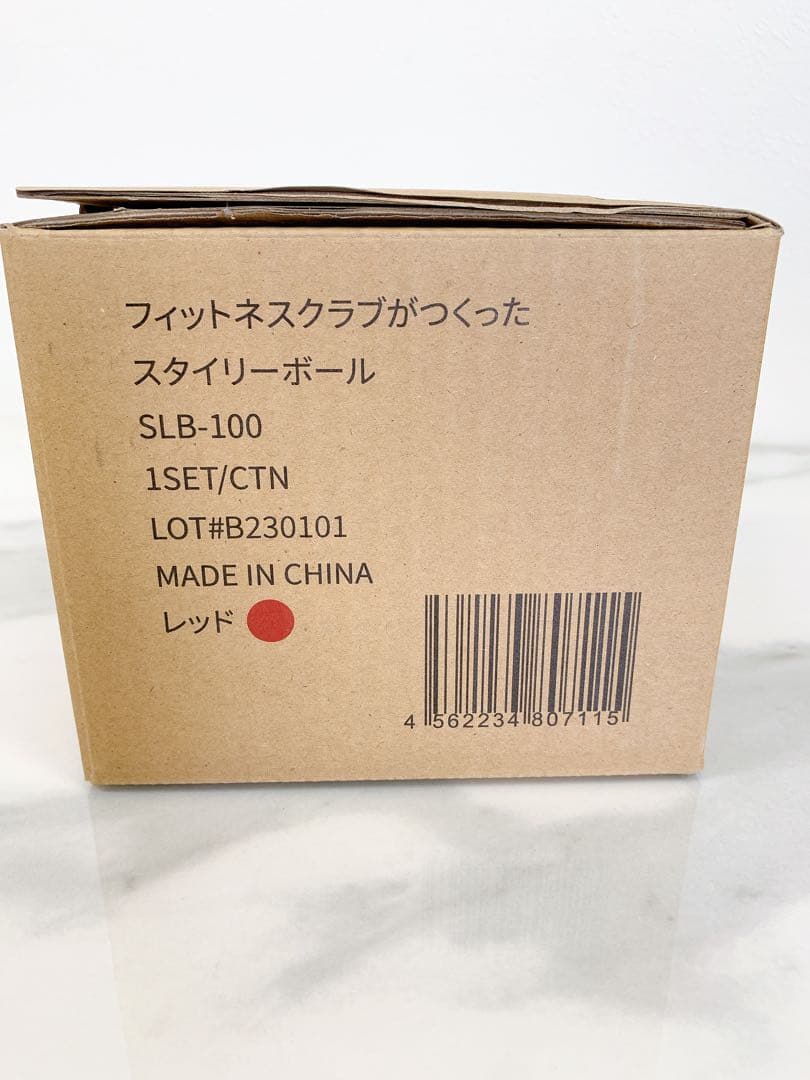 フィットネスクラブがつくった
スタイリーボール
SLB-100
1SET/CTN
LOT#B230101
MADE IN CHINA
レッド
4 562234 807115